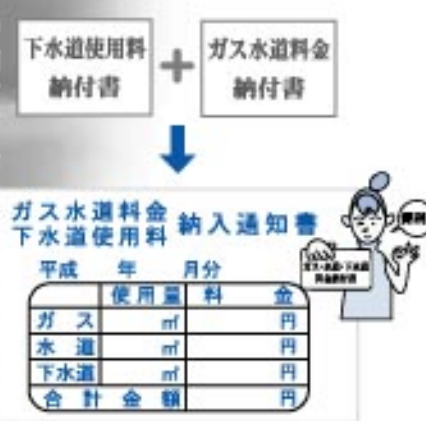 下水道使用料
納付書
ガス水道料金
納付書
ガス水道料金
下水道使用料 納入通知書
平成 年 月分
使用量 料 金
ガス ㎥ 円
水道 ㎥ 円
下水道 ㎥ 円
合計金額 円
便利